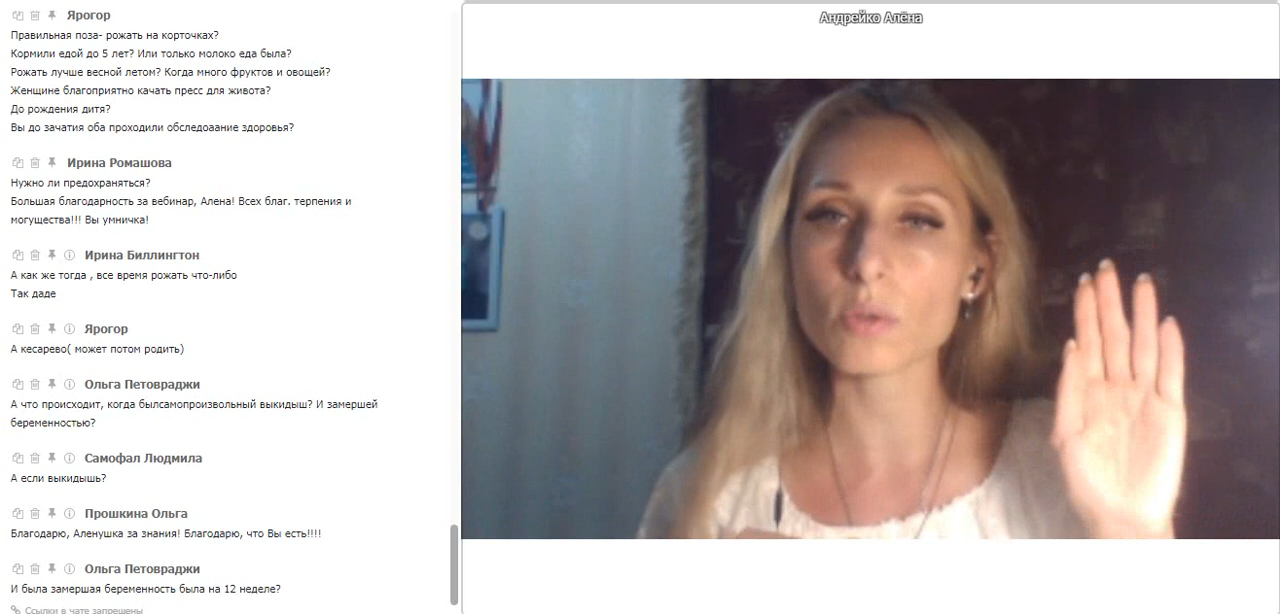 Ярогор
Правильная поза- рожать на корточках?
Кормили едой до 5 лет? Или только молоко еда была?
Рожать лучше весной летом? Когда много фруктов и овощей?
Женщине благоприятно качать пресс для живота?
До рождения дитя?
Вы до зачатия оба проходили обследоаание здоровья?
Ирина Ромашова
Нужно ли предохраняться?
Большая благодарность за вебинар, Алена! Всех благ. терпения и
могущества!!! Вы умничка!
Ирина Биллингтон
А как же тогда , все время рожать что-либо
Так даде
Ярогор
А кесарево( может потом родить)
Ольга Петовраджи
А что происходит, когда былсамопроизвольный выкидыш? И замершей
беременностью?
Самофал Людмила
А если выкидышь?
Прошкина Ольга
Благодарю, Аленушка за знания! Благодарю, что Вы есть!!!!
Ольга Петовраджи
И была замершая беременность была на 12 неделе?
Ссылки в чате запрещены
Андрейко Алёна